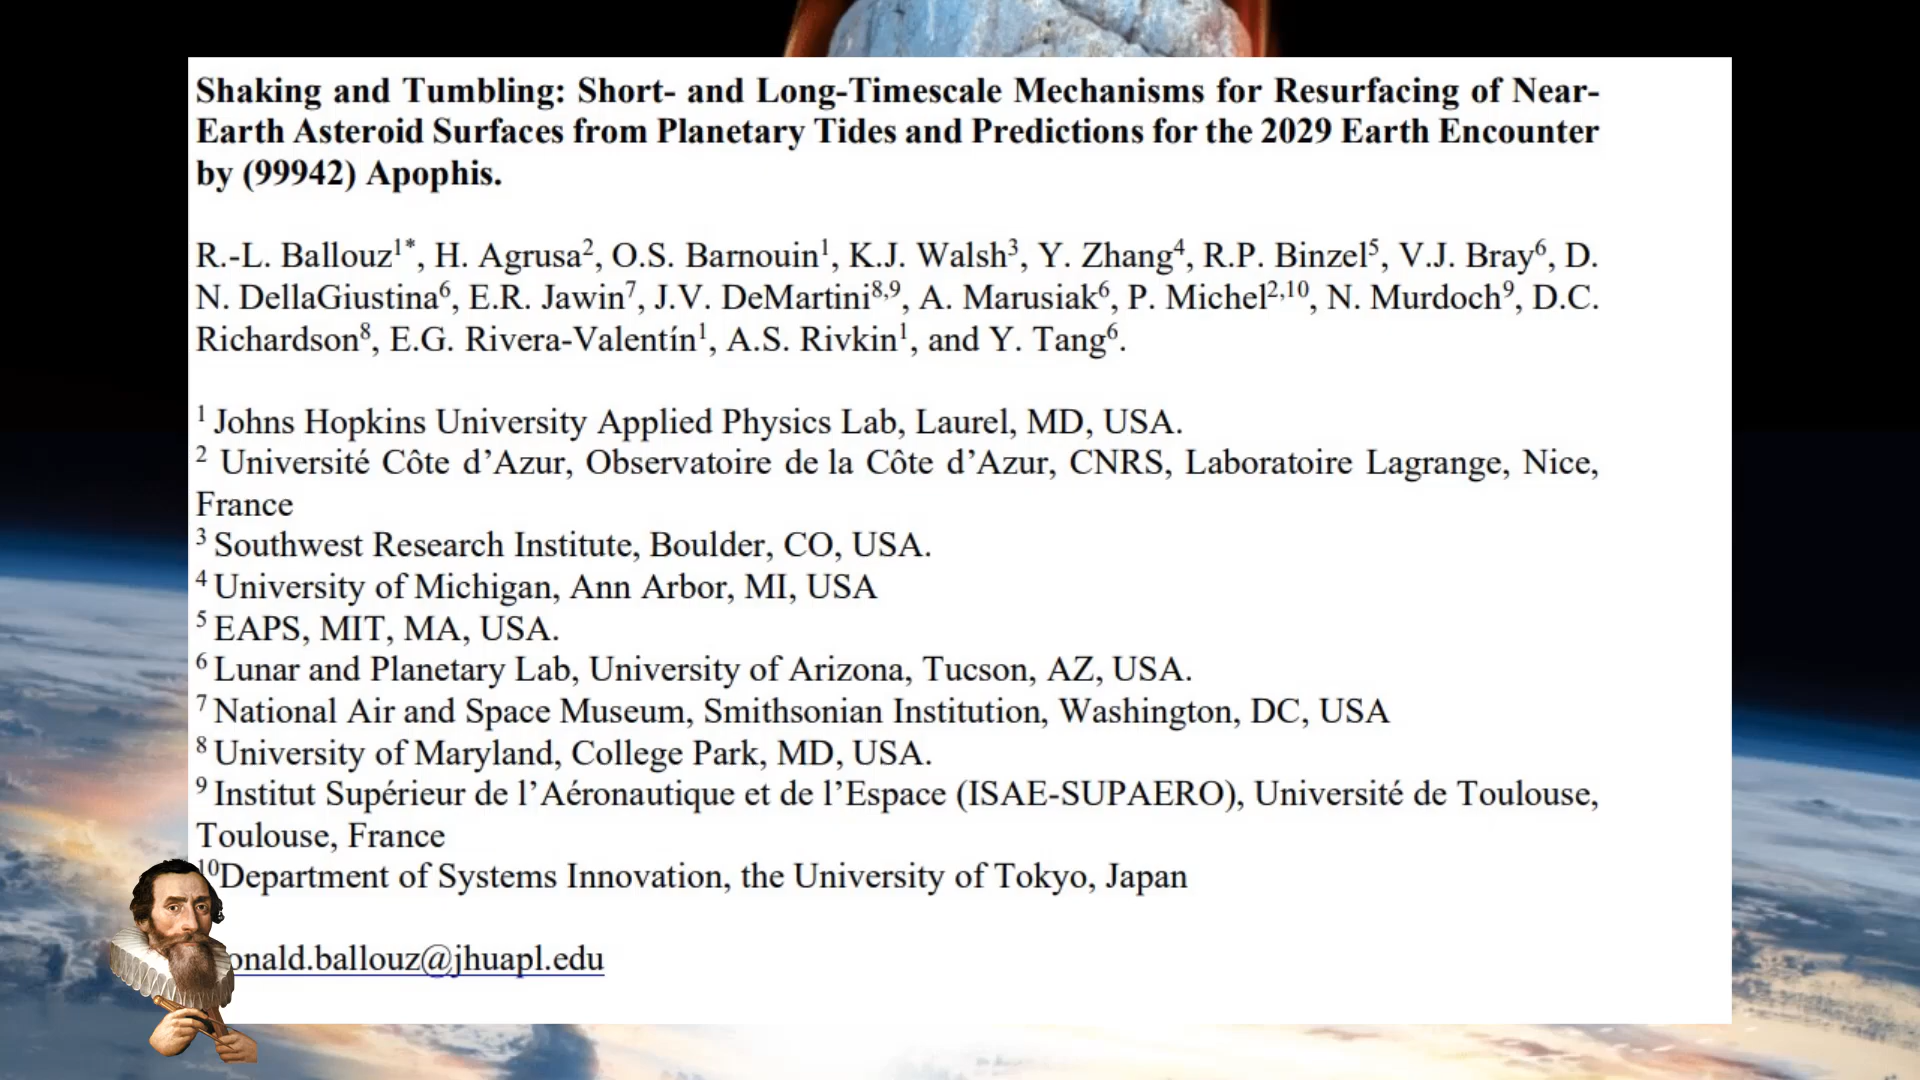 Shaking and Tumbling: Short- and Long-Timescale Mechanisms for Resurfacing of Near-
Earth Asteroid Surfaces from Planetary Tides and Predictions for the 2029 Earth Encounter
by (99942) Apophis.
R.-L. Ballouz¹*, H. Agrusa², O.S. Barnouin¹, K.J. Walsh³, Y. Zhang⁴, R.P. Binzel⁵, V.J. Bray⁶, D.
N. DellaGiustina⁶, E.R. Jawin⁷, J.V. DeMartini⁸,⁹, A. Marusiak⁶, P. Michel²,¹⁰, N. Murdoch⁹, D.C.
Richardson⁸, E.G. Rivera-Valentín¹, A.S. Rivkin¹, and Y. Tang⁶.
¹ Johns Hopkins University Applied Physics Lab, Laurel, MD, USA.
² Université Côte d’Azur, Observatoire de la Côte d’Azur, CNRS, Laboratoire Lagrange, Nice,
France
³ Southwest Research Institute, Boulder, CO, USA.
⁴ University of Michigan, Ann Arbor, MI, USA
⁵ EAPS, MIT, MA, USA.
⁶ Lunar and Planetary Lab, University of Arizona, Tucson, AZ, USA.
⁷ National Air and Space Museum, Smithsonian Institution, Washington, DC, USA
⁸ University of Maryland, College Park, MD, USA.
⁹ Institut Supérieur de l’Aéronautique et de l’Espace (ISAE-SUPAERO), Université de Toulouse,
Toulouse, France
¹⁰Department of Systems Innovation, the University of Tokyo, Japan
onald.ballouz@jhuapl.edu